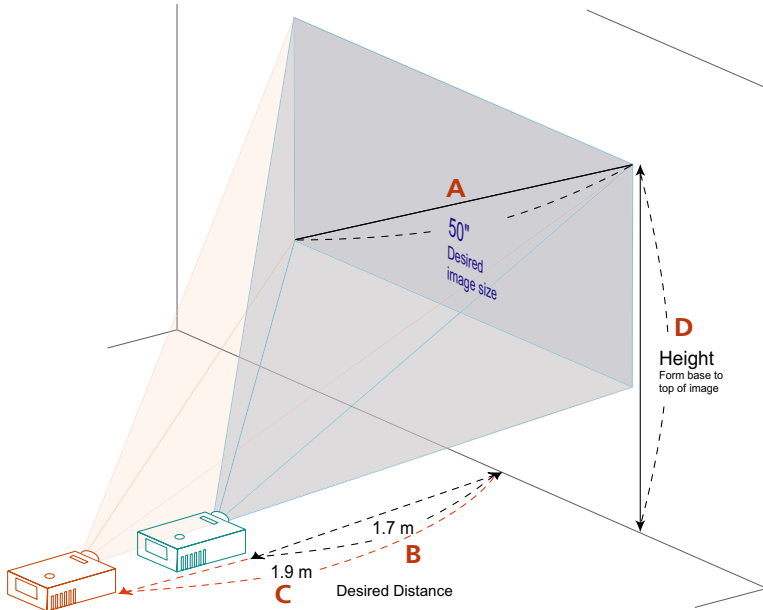 A
50"
Desired
image size
D
Height
Form base to
top of image
1.7 m
B
1.9 m
C
Desired Distance